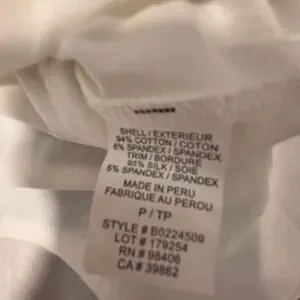 SHELL / EXTERIEUR
94% COTTON / COTON
6% SPANDEX / SPANDEX
TRIM / BORDURE
95% SILK / SOIE
5% SPANDEX / SPANDEX
MADE IN PERU
FABRIQUE AU PEROU
P / TP
STYLE # B0224509
LOT # 179254
RN # 98406
CA # 39862